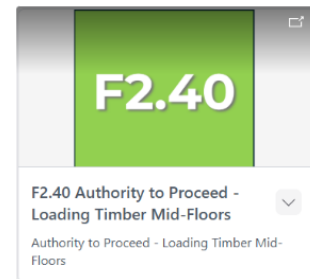 F2.40
F2.40 Authority to Proceed -
Loading Timber Mid-Floors
Authority to Proceed - Loading Timber Mid-
Floors